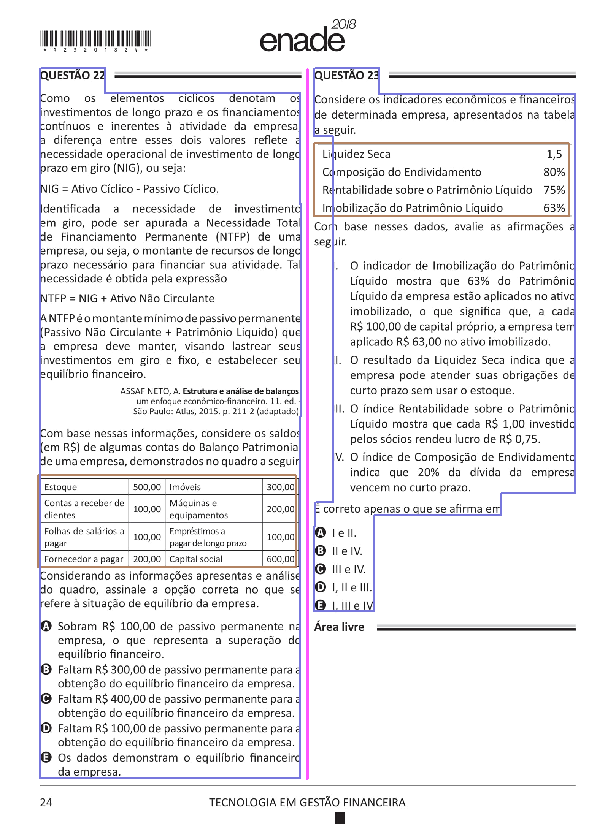 *R23201824*
enade 2018
QUESTÃO 22
Como os elementos cíclicos denotam os
investimentos de longo prazo e os financiamentos
contínuos e inerentes à atividade da empresa
a diferença entre esses dois valores reflete a
necessidade operacional de investimento de longo
prazo em giro (NIG), ou seja:
NIG = Ativo Cíclico - Passivo Cíclico.
Identificada a necessidade de investimento
em giro, pode ser apurada a Necessidade Total
de Financiamento Permanente (NTFP) de uma
empresa, ou seja, o montante de recursos de longo
prazo necessário para financiar sua atividade. Tal
necessidade é obtida pela expressão
NTFP = NIG + Ativo Não Circulante
A NTFP é o montante mínimo de passivo permanente
(Passivo Não Circulante + Patrimônio Líquido) que
a empresa deve manter, visando lastrear seus
investimentos em giro e fixo, e estabelecer seu
equilíbrio financeiro.
ASSAF NETO, A. Estrutura e análise de balanços
um enfoque econômico-financeiro. 11. ed. -
São Paulo: Atlas, 2015. p. 211-2 (adaptado)
Com base nessas informações, considere os saldos
(em R$) de algumas contas do Balanço Patrimonial
de uma empresa, demonstrados no quadro a seguir
Estoque 500,00 Imóveis 300,00
Contas a receber de clientes 100,00 Máquinas e equipamentos 200,00
Folhas de salários a pagar 100,00 Empréstimos a pagar de longo prazo 100,00
Fornecedor a pagar 200,00 Capital social 600,00
Considerando as informações apresentas e análise
do quadro, assinale a opção correta no que se
refere à situação de equilíbrio da empresa.
A Sobram R$ 100,00 de passivo permanente na
empresa, o que representa a superação do
equilíbrio financeiro.
B Faltam R$ 300,00 de passivo permanente para a
obtenção do equilíbrio financeiro da empresa.
C Faltam R$ 400,00 de passivo permanente para a
obtenção do equilíbrio financeiro da empresa.
D Faltam R$ 100,00 de passivo permanente para a
obtenção do equilíbrio financeiro da empresa.
E Os dados demonstram o equilíbrio financeiro
da empresa.
QUESTÃO 23
Considere os indicadores econômicos e financeiros
de determinada empresa, apresentados na tabela
a seguir.
Liquidez Seca 1,5
Composição do Endividamento 80%
Rentabilidade sobre o Patrimônio Líquido 75%
Imobilização do Patrimônio Líquido 63%
Com base nesses dados, avalie as afirmações a
seguir.
I. O indicador de Imobilização do Patrimônio
Líquido mostra que 63% do Patrimônio
Líquido da empresa estão aplicados no ativo
imobilizado, o que significa que, a cada
R$ 100,00 de capital próprio, a empresa tem
aplicado R$ 63,00 no ativo imobilizado.
II. O resultado da Liquidez Seca indica que a
empresa pode atender suas obrigações de
curto prazo sem usar o estoque.
III. O índice Rentabilidade sobre o Patrimônio
Líquido mostra que cada R$ 1,00 investido
pelos sócios rendeu lucro de R$ 0,75.
IV. O índice de Composição de Endividamento
indica que 20% da dívida da empresa
vencem no curto prazo.
É correto apenas o que se afirma em
A I e II.
B II e IV.
C III e IV.
D I, II e III.
E I, III e IV
Área livre
24
TECNOLOGIA EM GESTÃO FINANCEIRA